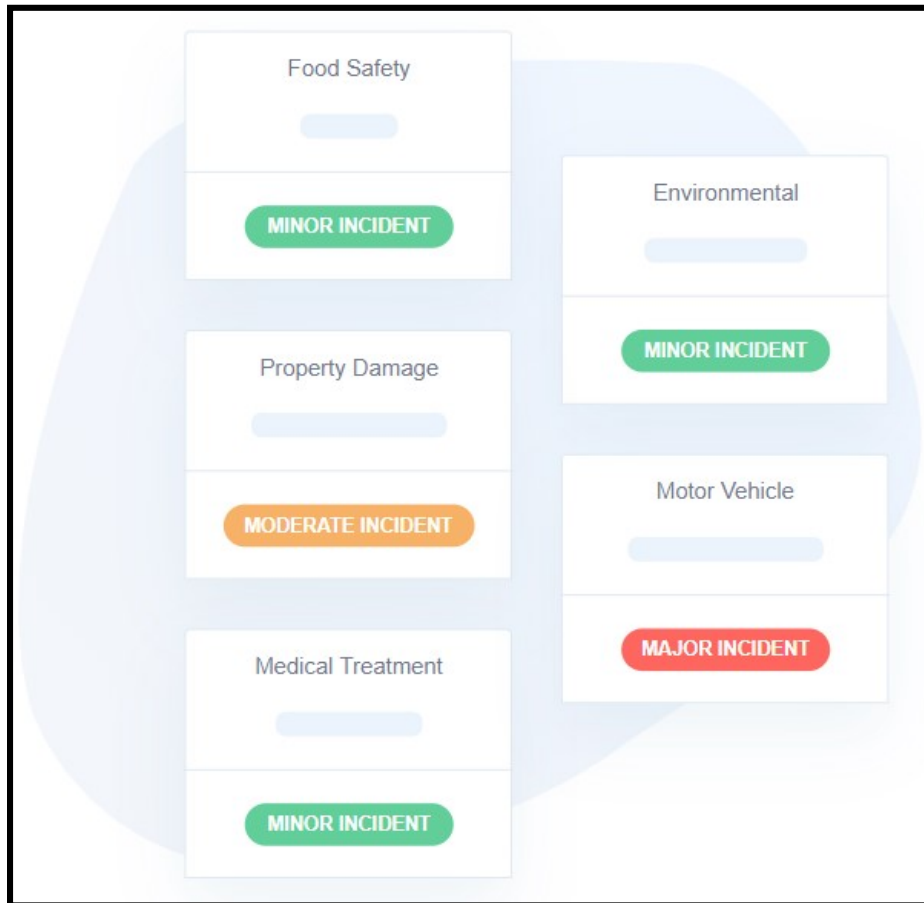 Food Safety
MINOR INCIDENT
Property Damage
MODERATE INCIDENT
Medical Treatment
MINOR INCIDENT
Environmental
MINOR INCIDENT
Motor Vehicle
MAJOR INCIDENT